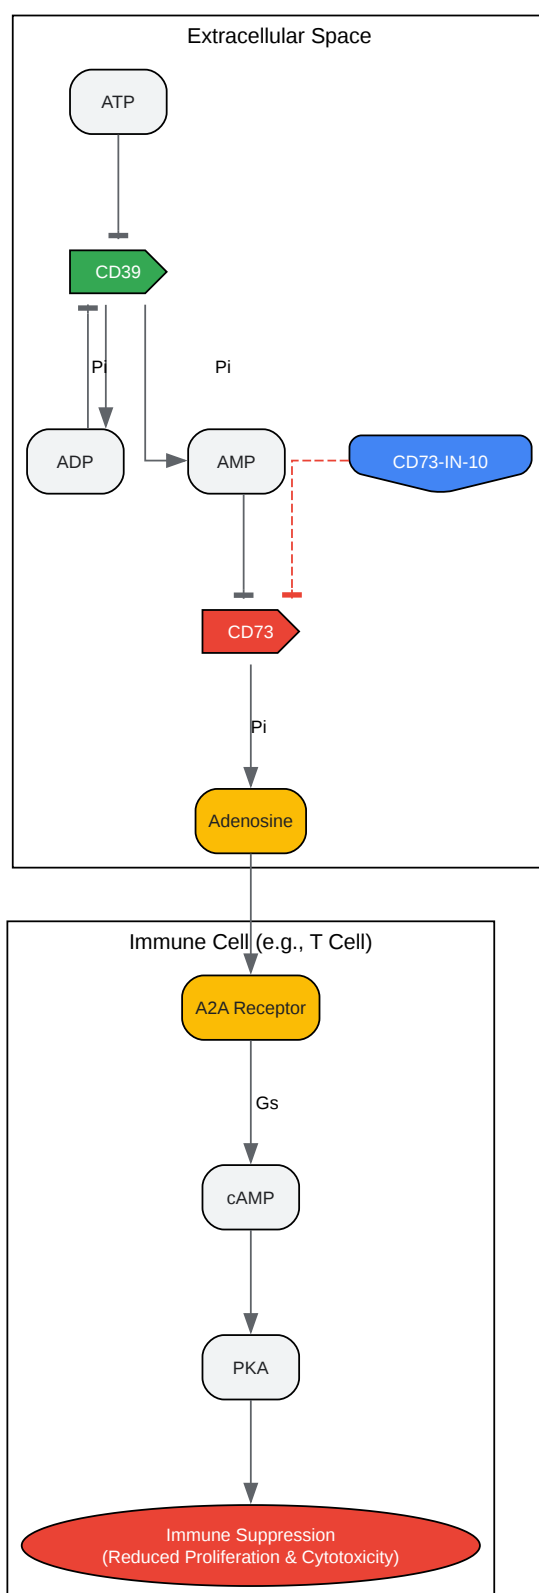 Extracellular Space
ATP
CD39
Pi
Pi
ADP
AMP
CD73-IN-10
CD73
Pi
Adenosine
Immune Cell (e.g., T Cell)
A2A Receptor
Gs
cAMP
PKA
Immune Suppression
(Reduced Proliferation & Cytotoxicity)